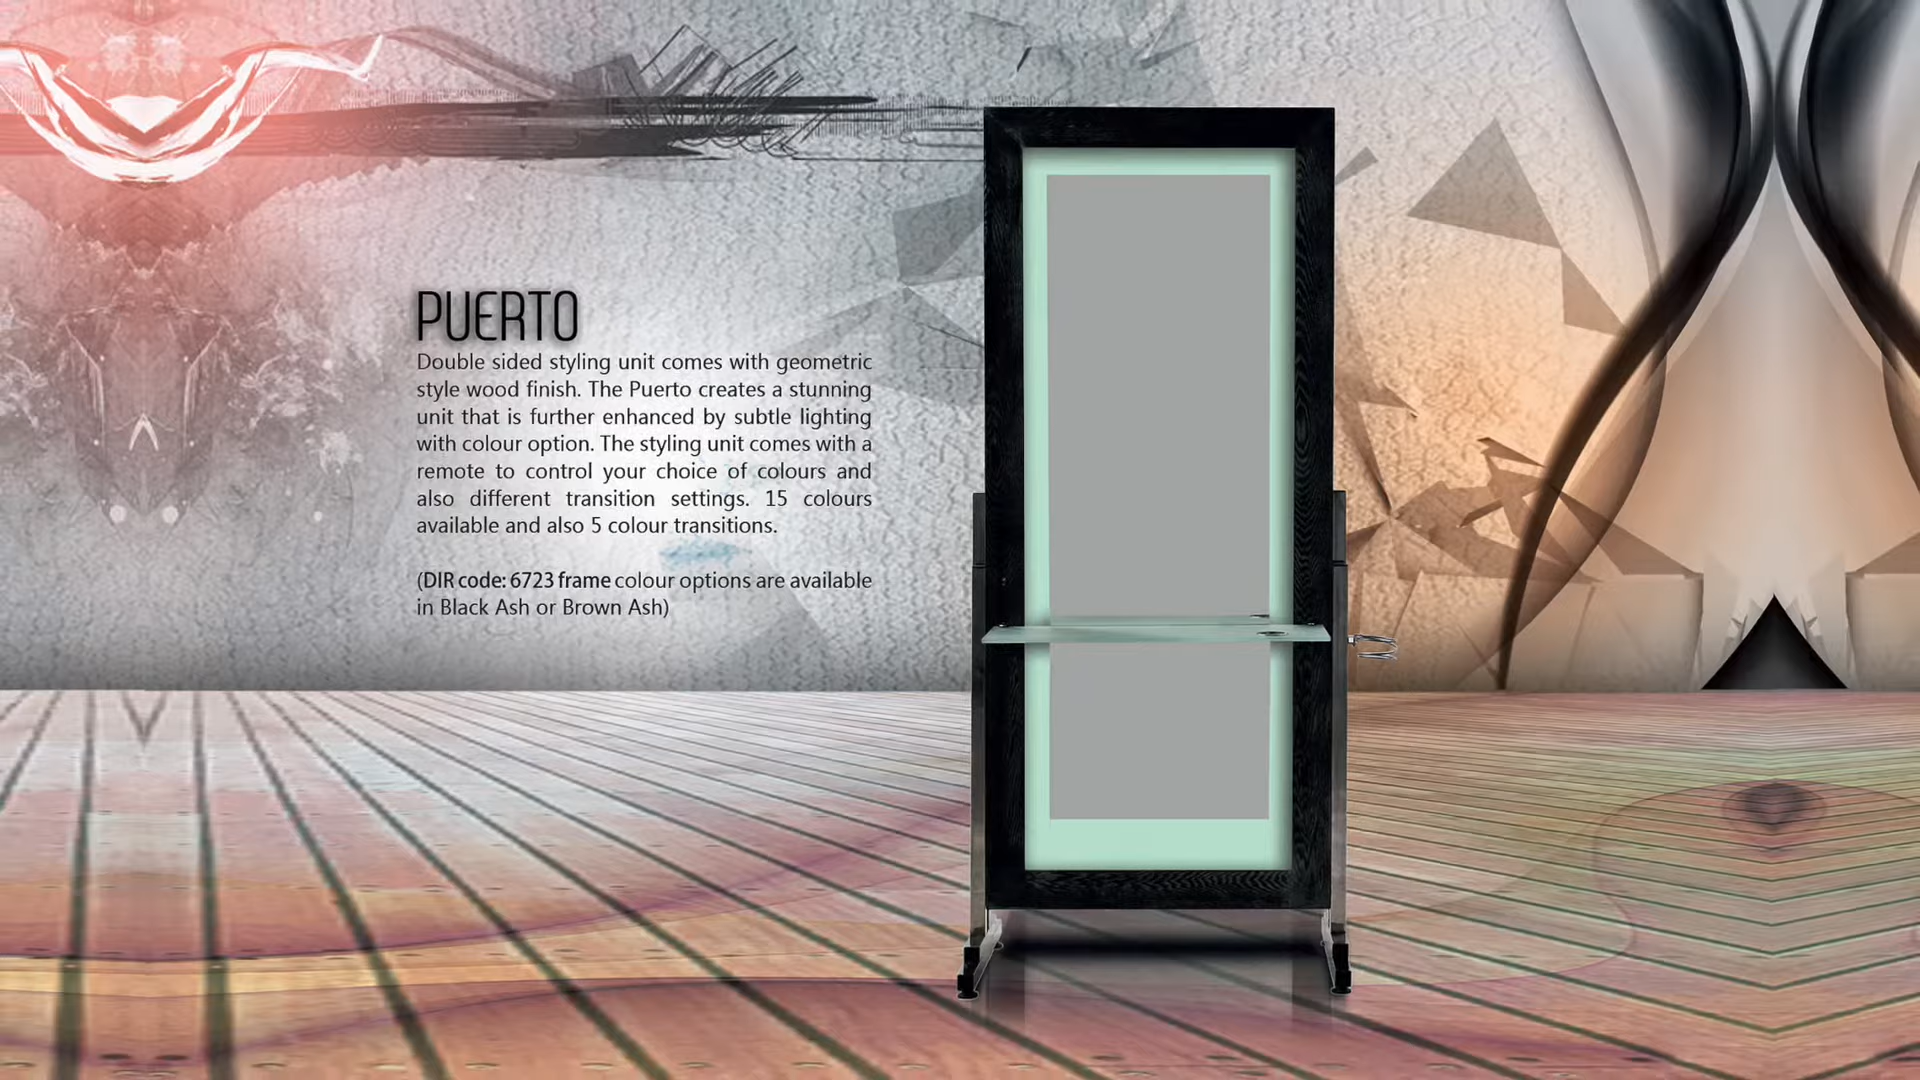 PUERTO
Double sided styling unit comes with geometric
style wood finish. The Puerto creates a stunning
unit that is further enhanced by subtle lighting
with colour option. The styling unit comes with a
remote to control your choice of colours and
also different transition settings. 15 colours
available and also 5 colour transitions.
(DIR code: 6723 frame colour options are available
in Black Ash or Brown Ash)